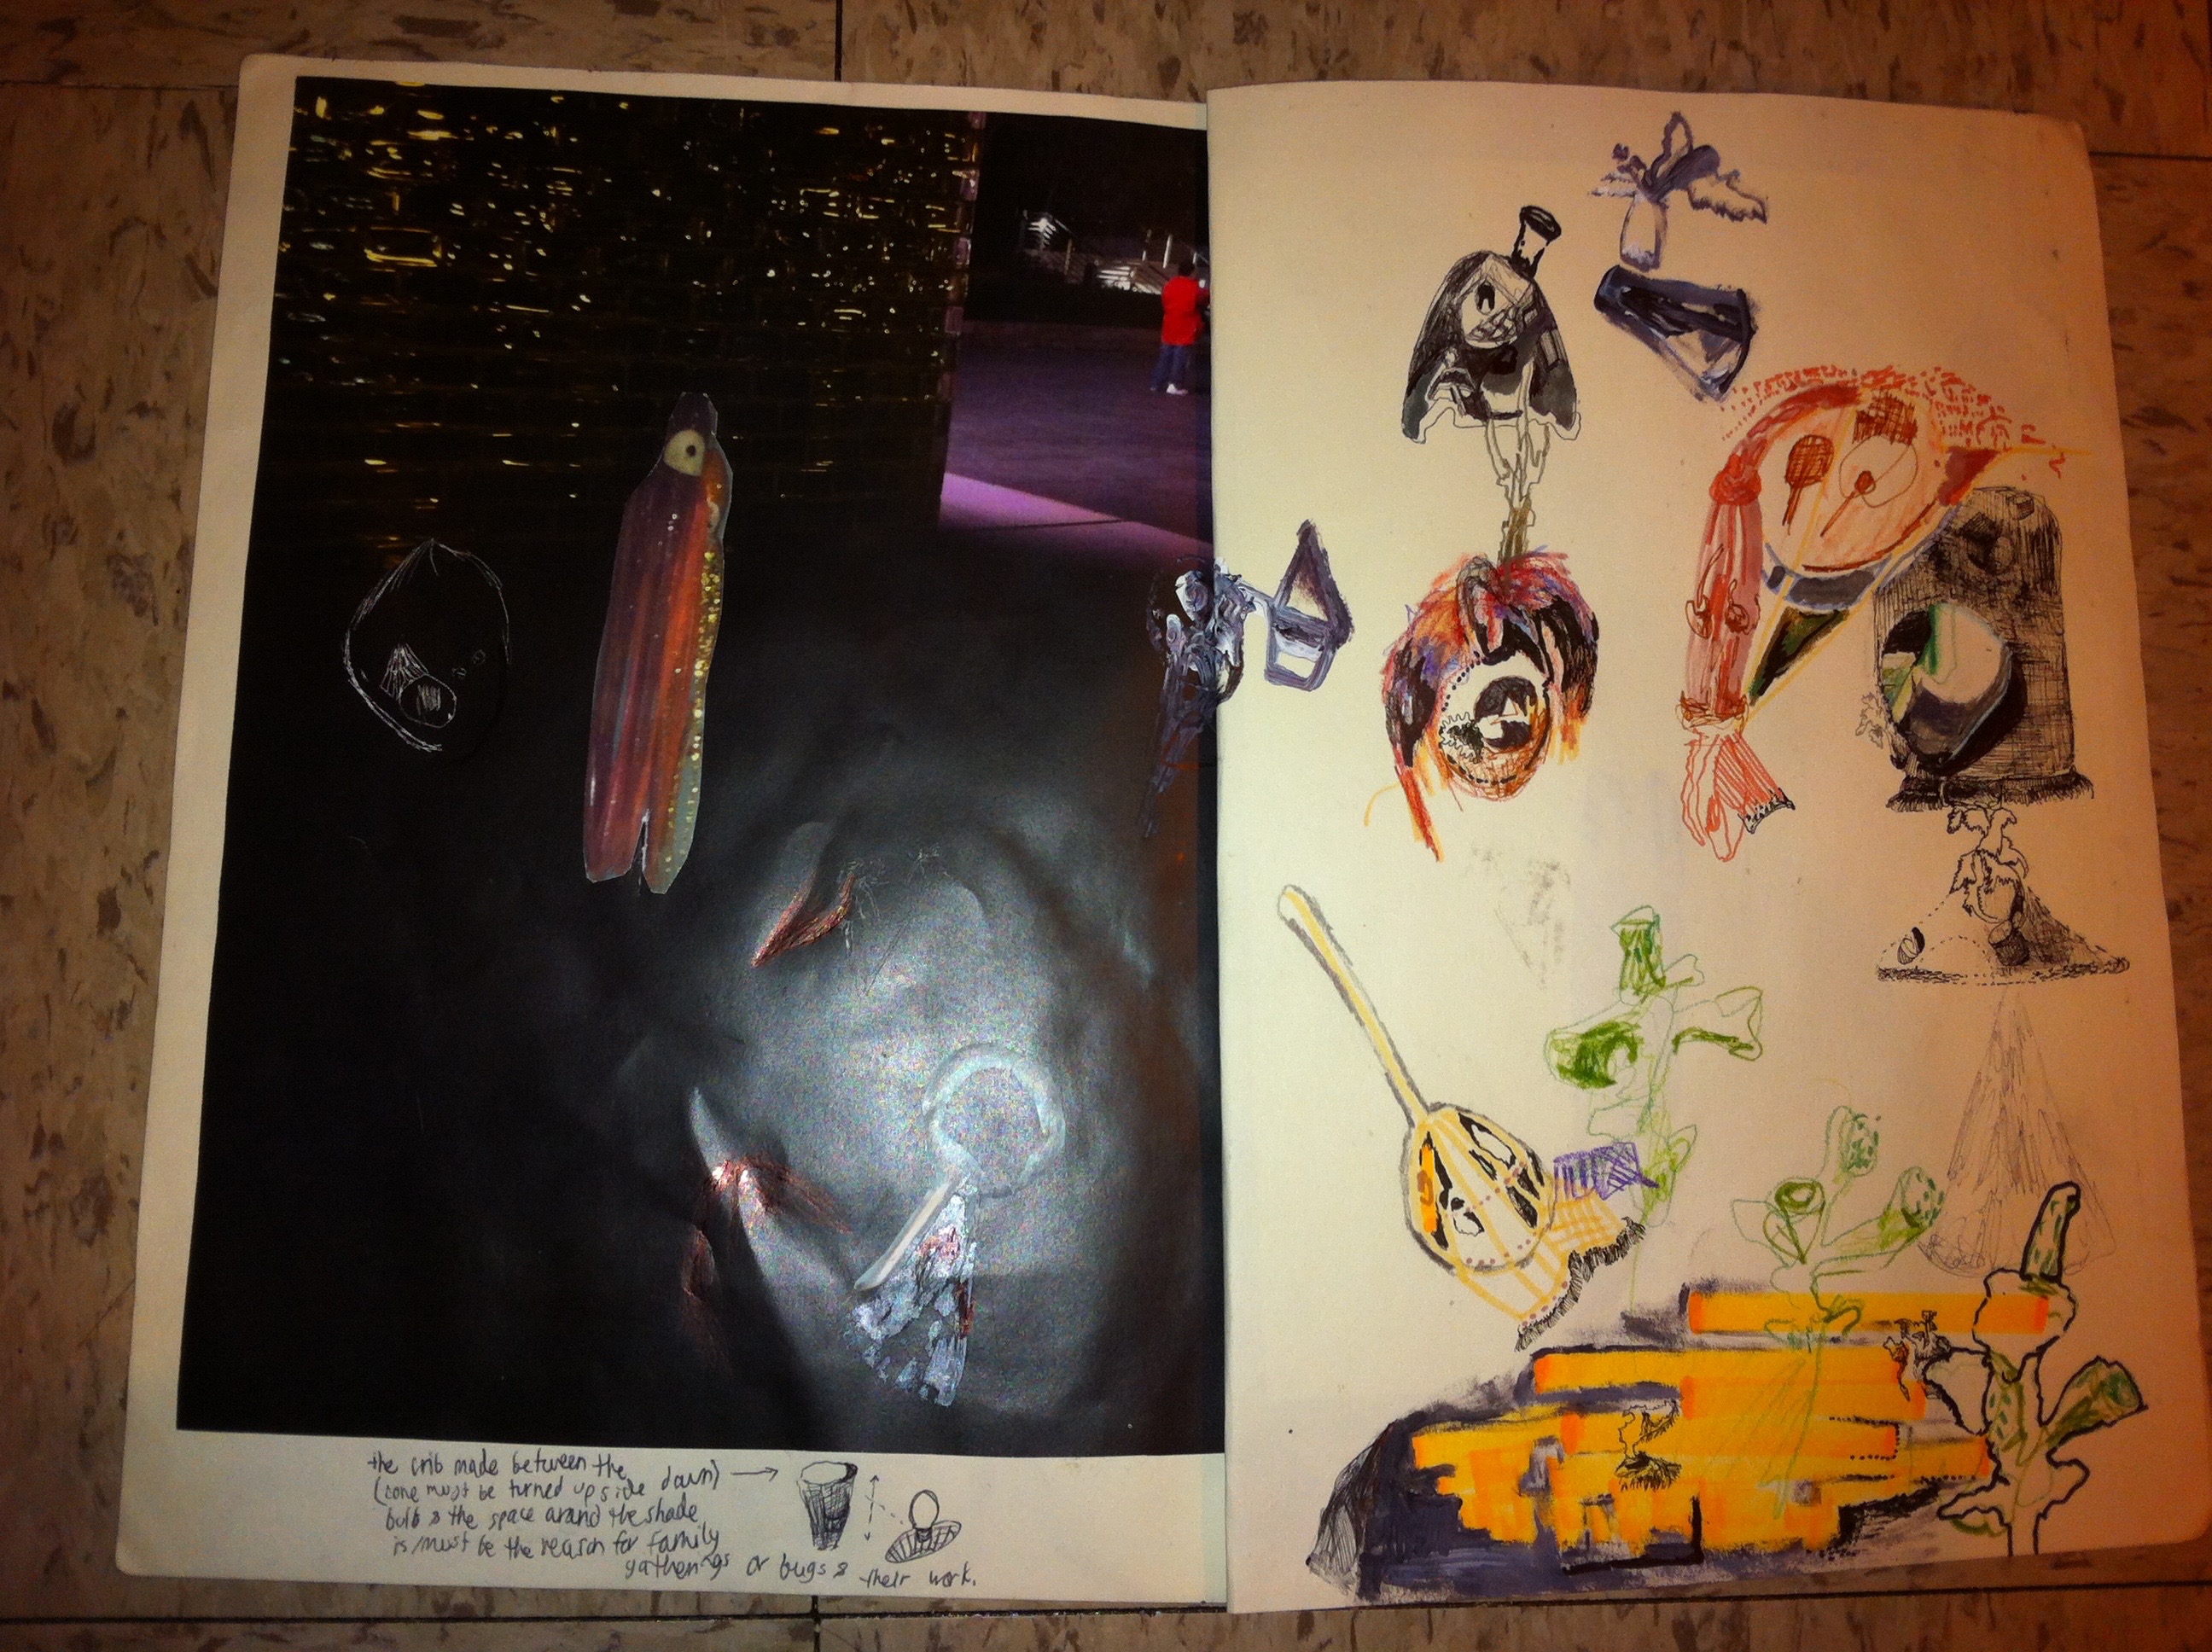 the crib made between the
(cone must be turned upside down)
bulb & the space around the shade
is/must be the reason for family
gatherings or bugs & their work.